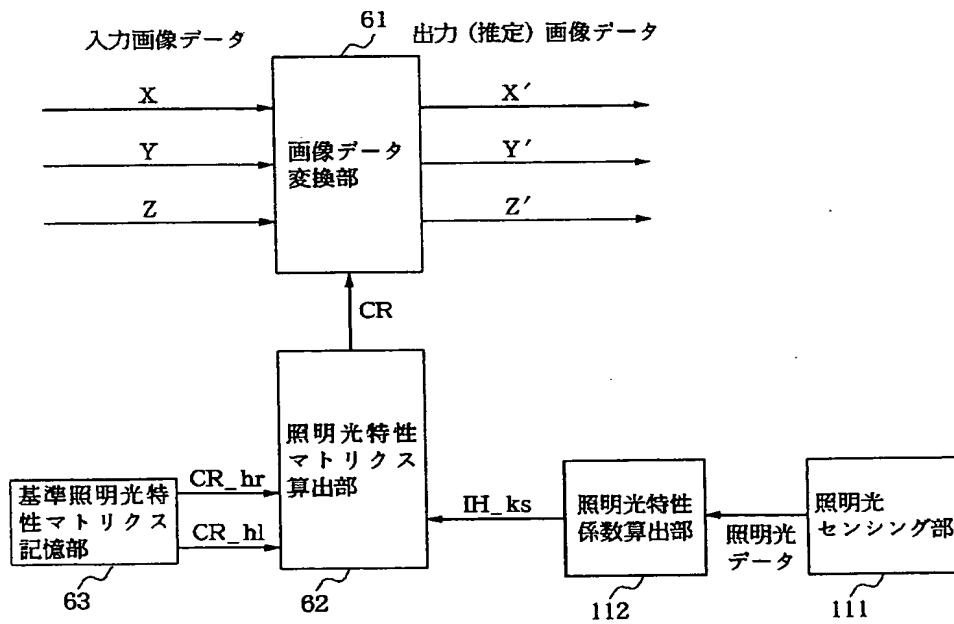 61
入力画像データ
出力（推定）画像データ
X
X′
Y
画像データ
変換部
Y′
Z
Z′
CR
照明光特性
マトリクス
算出部
CR_hr
基準照明光特
性マトリクス
記憶部
CR_hl
IH_ks
照明光特性
係数算出部
照明光
データ
照明光
センシング部
63
62
112
111